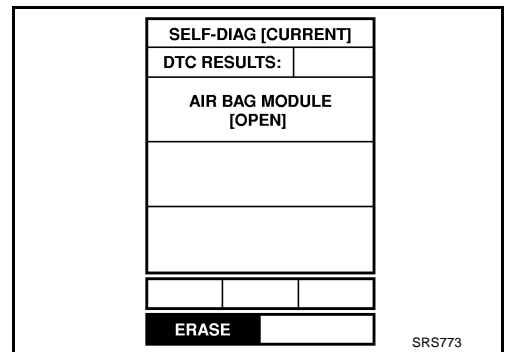 SELF-DIAG [CURRENT]
DTC RESULTS:
AIR BAG MODULE
[OPEN]
ERASE
SRS773